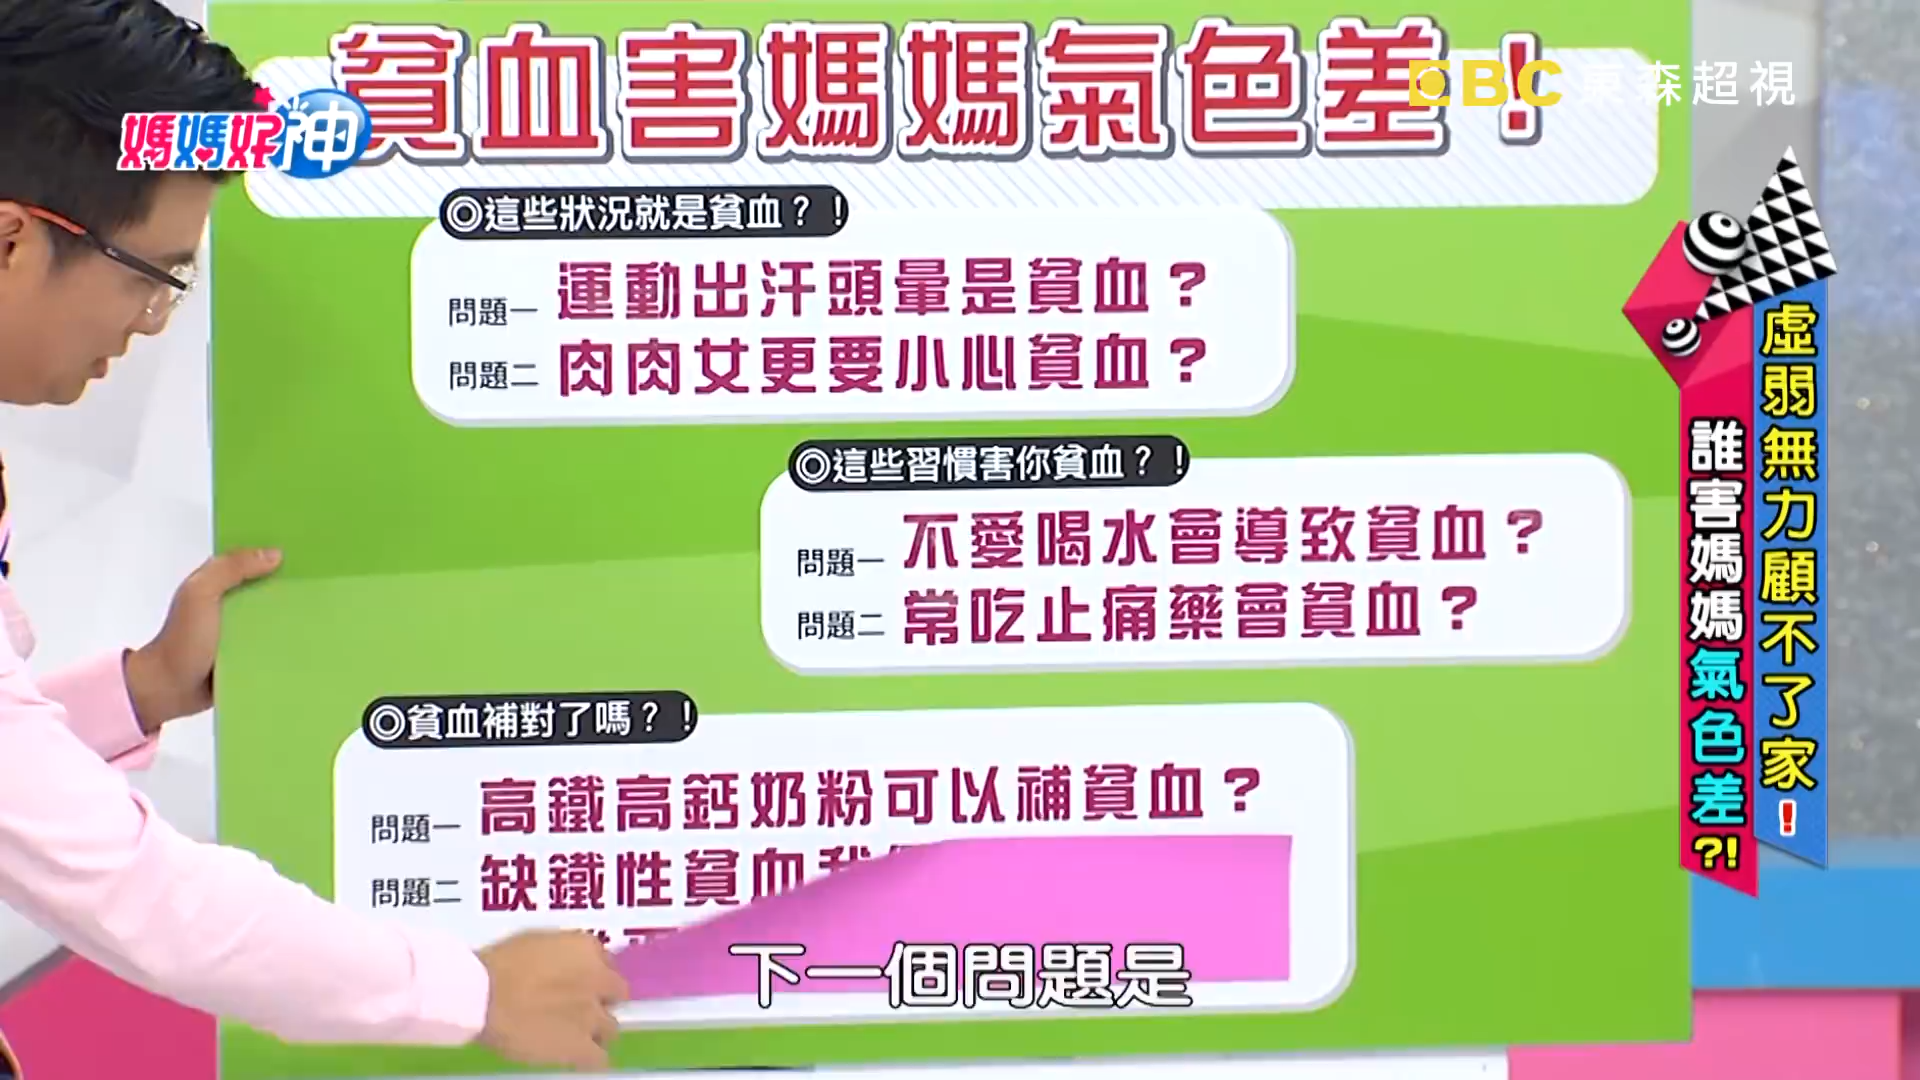 貧血害媽媽氣色差！
媽媽好神
EBC 東森超視
◎這些狀況就是貧血？！
問題一 運動出汗頭暈是貧血？
問題二 肉肉女更要小心貧血？
◎這些習慣害你貧血？！
問題一 不愛喝水會導致貧血？
問題二 常吃止痛藥會貧血？
◎貧血補對了嗎？！
問題一 高鐵高鈣奶粉可以補貧血？
問題二 缺鐵性貧血
虛弱無力顧不了家！
誰害媽媽氣色差？！
下一個問題是